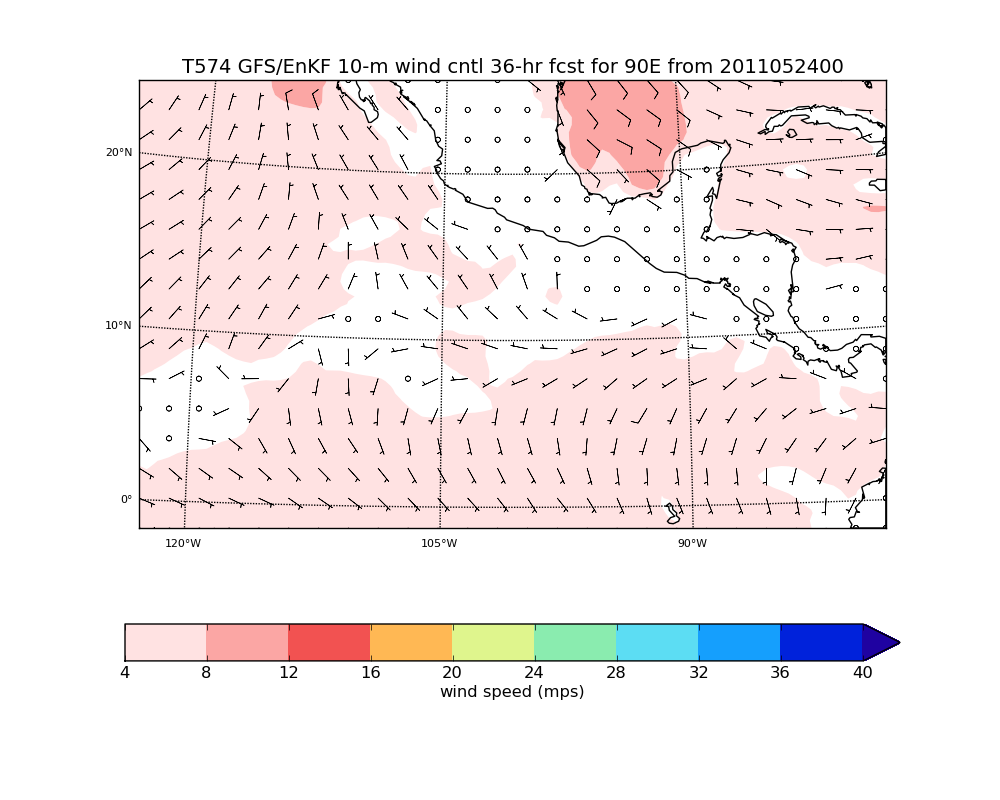 T574 GFS/EnKF 10-m wind cntl 36-hr fcst for 90E from 2011052400
20°N
10°N
0°
120°W 105°W 90°W
4 8 12 16 20 24 28 32 36 40
wind speed (mps)